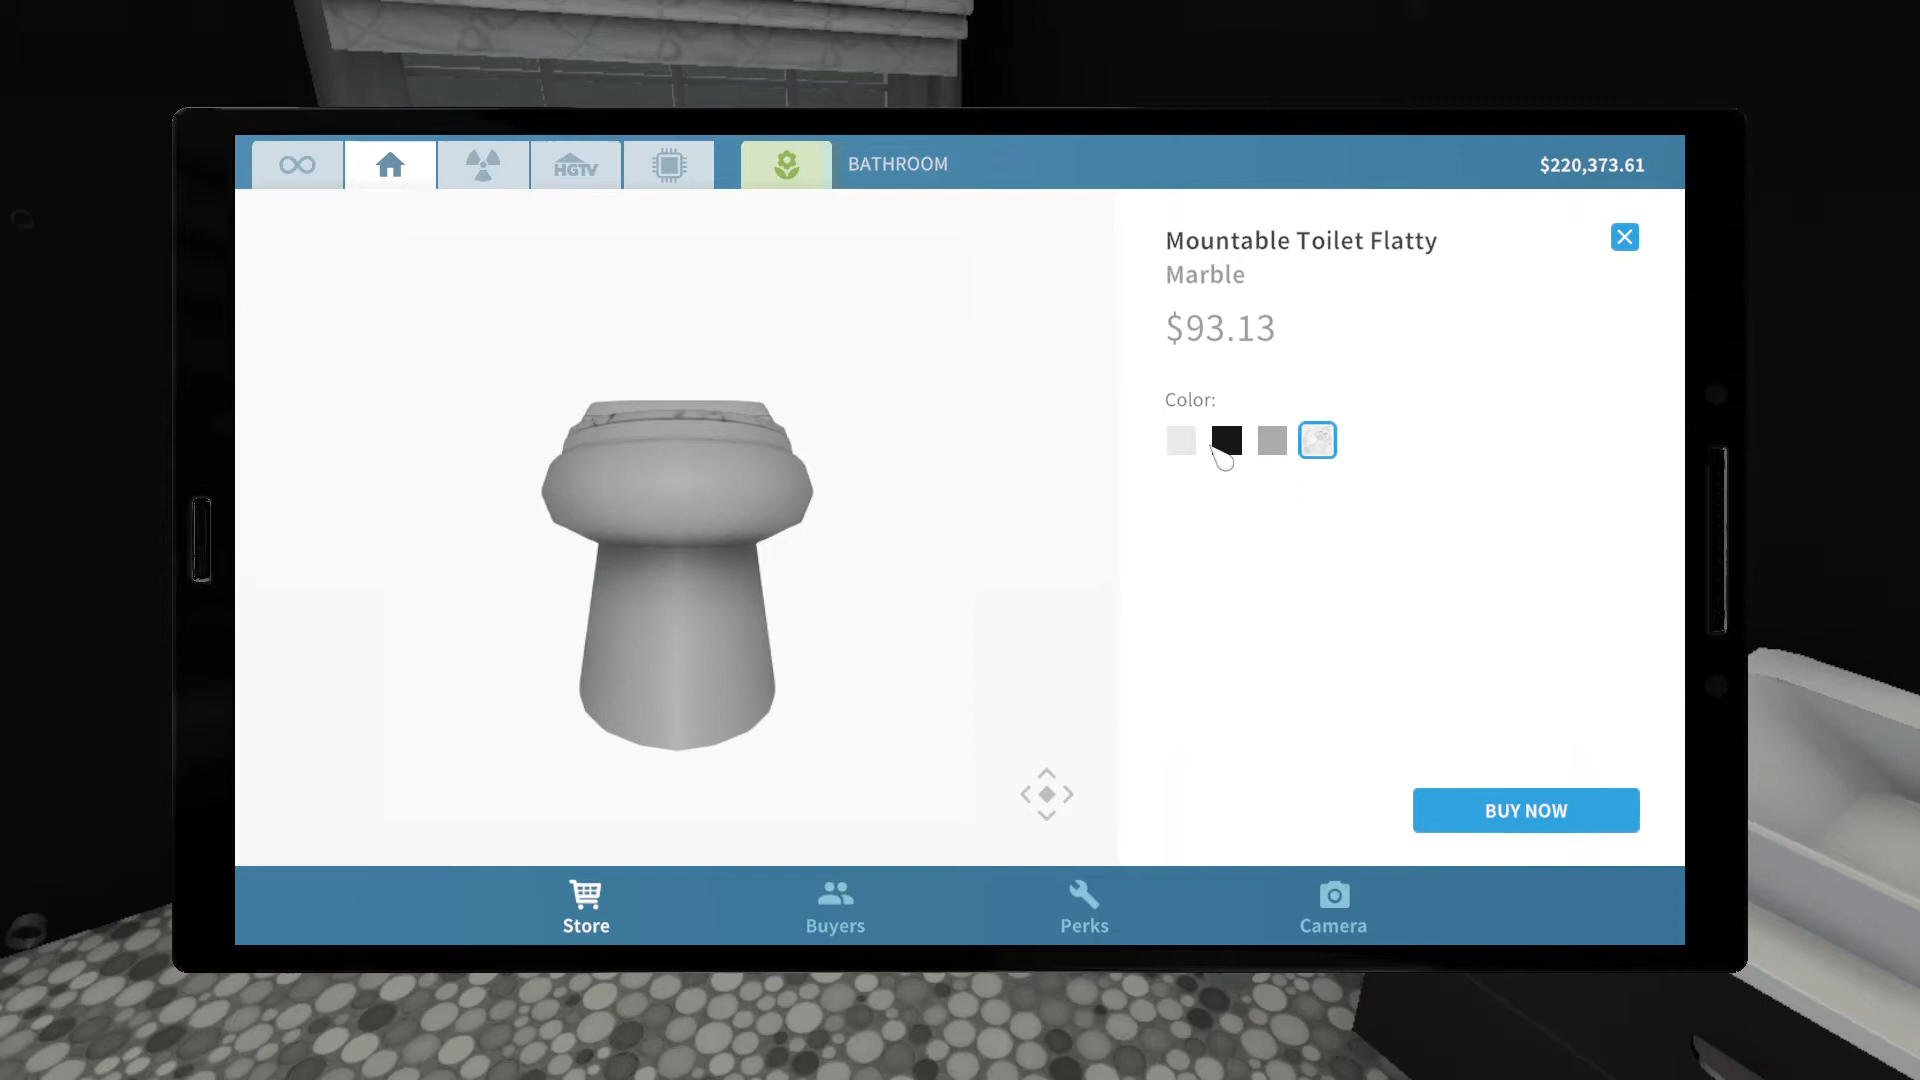 HGTV
BATHROOM
$220,373.61
Mountable Toilet Flatty
Marble
$93.13
Color:
BUY NOW
Store
Buyers
Perks
Camera